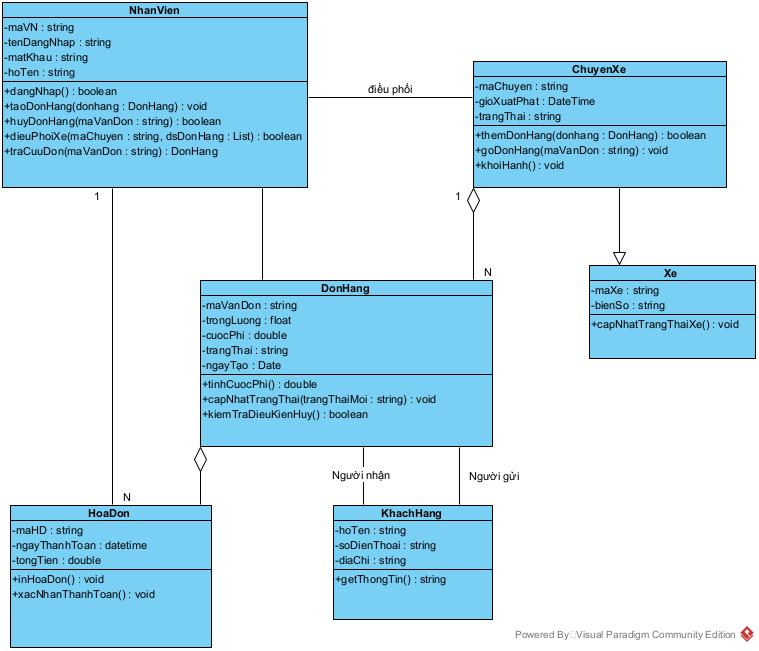 NhanVien
-maVN : string
-tenDangNhap : string
-matKhau : string
-hoTen : string
+dangNhap() : boolean
+taoDonHang(donhang : DonHang) : void
+huyDonHang(maVanDon : string) : boolean
+dieuPhoiXe(maChuyen : string, dsDonHang : List) : boolean
+traCuuDon(maVanDon : string) : DonHang
điều phối
ChuyenXe
-maChuyen : string
-gioXuatPhat : DateTime
-trangThai : string
+themDonHang(donhang : DonHang) : boolean
+goDonHang(maVanDon : string) : void
+khoiHanh() : void
1
1
N
Xe
-maXe : string
-bienSo : string
+capNhatTrangThaiXe() : void
DonHang
-maVanDon : string
-trongLuong : float
-cuocPhi : double
-trangThai : string
-ngayTạo : Date
+tinhCuocPhi() : double
+capNhatTrangThai(trangThaiMoi : string) : void
+kiemTraDieuKienHuy() : boolean
Người nhận
Người gửi
N
HoaDon
-maHD : string
-ngayThanhToan : datetime
-tongTien : double
+inHoaDon() : void
+xacNhanThanhToan() : void
KhachHang
-hoTen : string
-soDienThoai : string
-diaChi : string
+getThongTin() : string
Powered By Visual Paradigm Community Edition